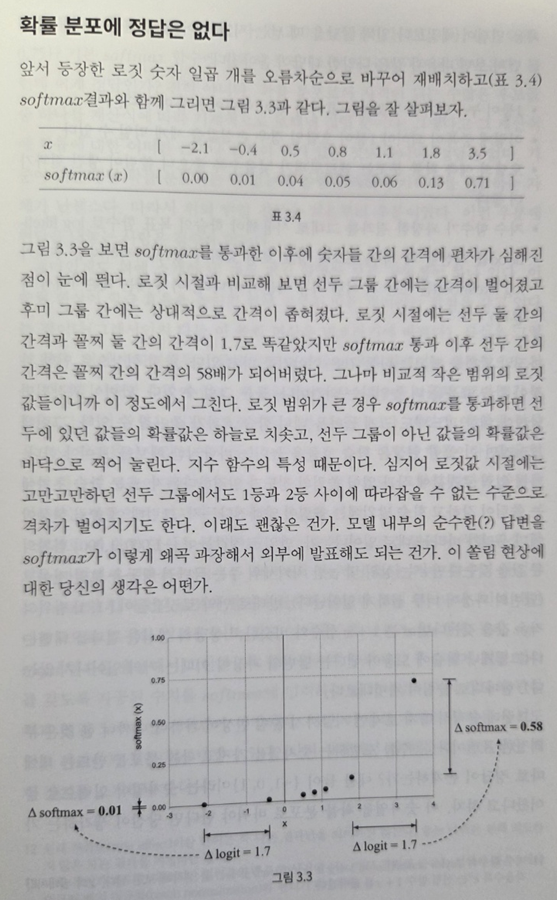 확률 분포에 정답은 없다
앞서 등장한 로짓 숫자 일곱 개를 오름차순으로 바꾸어 재배치하고(표 3.4)
softmax결과와 함께 그리면 그림 3.3과 같다. 그림을 잘 살펴보자.
x [ −2.1 −0.4 0.5 0.8 1.1 1.8 3.5 ]
softmax (x) [ 0.00 0.01 0.04 0.05 0.06 0.13 0.71 ]
표 3.4
그림 3.3을 보면 softmax를 통과한 이후에 숫자들 간의 간격에 편차가 심해진
점이 눈에 띈다. 로짓 시절과 비교해 보면 선두 그룹 간에는 간격이 벌어졌고
후미 그룹 간에는 상대적으로 간격이 좁혀졌다. 로짓 시절에는 선두 둘 간의
간격과 꼴찌 둘 간의 간격이 1.7로 똑같았지만 softmax 통과 이후 선두 간의
간격은 꼴찌 간의 간격의 58배가 되어버렸다. 그나마 비교적 작은 범위의 로짓
값들이니까 이 정도에서 그친다. 로짓 범위가 큰 경우 softmax를 통과하면 선
두에 있던 값들의 확률값은 하늘로 치솟고, 선두 그룹이 아닌 값들의 확률값은
바닥으로 찍어 눌린다. 지수 함수의 특성 때문이다. 심지어 로짓값 시절에는
고만고만하던 선두 그룹에서도 1등과 2등 사이에 따라잡을 수 없는 수준으로
격차가 벌어지기도 한다. 이래도 괜찮은 건가. 모델 내부의 순수한(?) 답변을
softmax가 이렇게 왜곡 과장해서 외부에 발표해도 되는 건가. 이 쏠림 현상에
대한 당신의 생각은 어떤가.
1.00
0.75
0.50
0.25
0.00
softmax (x)
Δ softmax = 0.58
Δ softmax = 0.01
-2 -1 0 1 2 3
x
Δ logit = 1.7 Δ logit = 1.7
그림 3.3